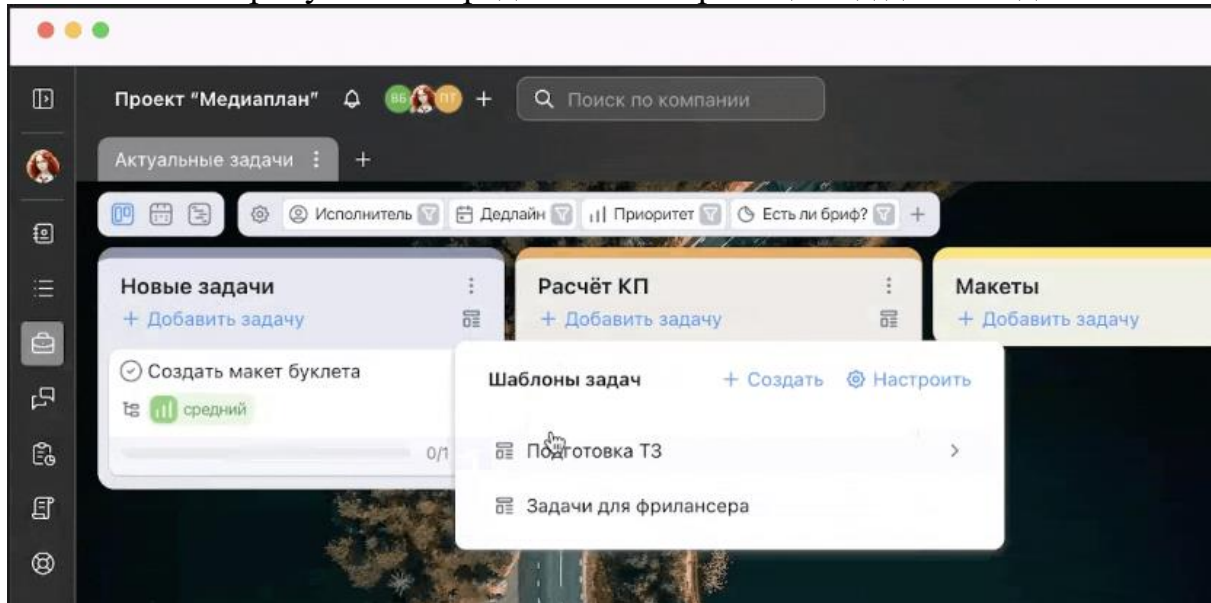 Проект "Медиаплан"
ВБ
ПТ
+
Поиск по компании
Актуальные задачи
+
Исполнитель
Дедлайн
Приоритет
Есть ли бриф?
+
Новые задачи
+ Добавить задачу
Расчёт КП
+ Добавить задачу
Макеты
+ Добавить задачу
Создать макет буклета
средний
0/1
Шаблоны задач
+ Создать
Настроить
Подготовка ТЗ
Задачи для фрилансера